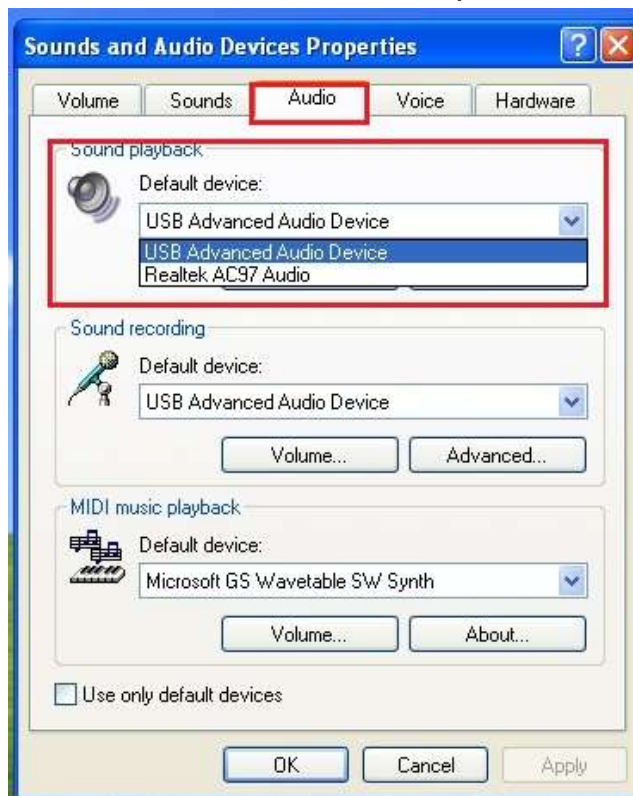 Sounds and Audio Devices Properties
Volume Sounds Audio Voice Hardware
Sound playback
Default device:
USB Advanced Audio Device
USB Advanced Audio Device
Realtek AC97 Audio
Sound recording
Default device:
USB Advanced Audio Device
Volume... Advanced...
MIDI music playback
Default device:
Microsoft GS Wavetable SW Synth
Volume... About...
Use only default devices
OK Cancel Apply